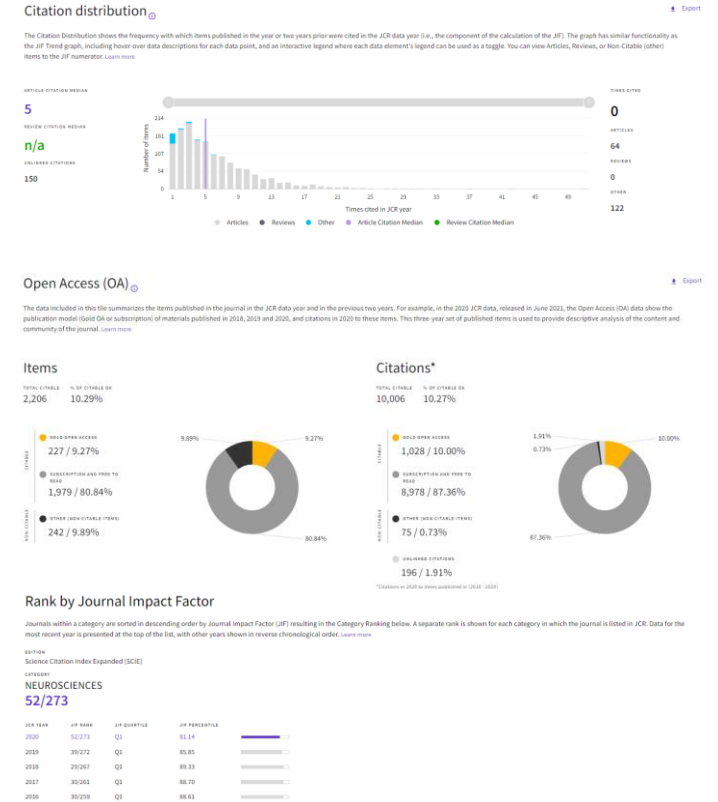 Citation distribution
Export
The Citation Distribution shows the frequency with which items published in the year or two years prior were cited in the JCR data year (i.e., the component of the calculation of the JIF). The graph has similar functionality as
the JIF Trend graph, including hover-over data descriptions for each data point, and an interactive legend where each data element's legend can be used as a toggle. You can view Articles, Reviews, or Non-Citable (other)
items to the JIF numerator. Learn more
ARTICLE CITATION MEDIAN
5
REVIEW CITATION MEDIAN
n/a
UNLINKED CITATIONS
150
Number of items
214
161
107
54
0
1 5 9 13 17 21 25 29 33 37 41 45 49
Times cited in JCR year
Articles Reviews Other Article Citation Median Review Citation Median
TIMES CITED
0
ARTICLES
64
REVIEWS
0
OTHER
122
Open Access (OA)
Export
The data included in this tile summarizes the items published in the journal in the JCR data year and in the previous two years. For example, in the 2020 JCR data, released in June 2021, the Open Access (OA) data show the
publication model (Gold OA or subscription) of materials published in 2018, 2019 and 2020, and citations in 2020 to these items. This three-year set of published items is used to provide descriptive analysis of the content and
community of the journal. Learn more
Items
TOTAL CITABLE % OF CITABLE OA
2,206 10.29%
CITABLE
GOLD OPEN ACCESS
227 / 9.27%
SUBSCRIPTION AND FREE TO
READ
1,979 / 80.84%
NON-CITABLE
OTHER (NON-CITABLE ITEMS)
242 / 9.89%
9.89%
9.27%
80.84%
Citations*
TOTAL CITABLE % OF CITABLE OA
10,006 10.27%
CITABLE
GOLD OPEN ACCESS
1,028 / 10.00%
SUBSCRIPTION AND FREE TO
READ
8,978 / 87.36%
NON-CITABLE
OTHER (NON-CITABLE ITEMS)
75 / 0.73%
UNLINKED CITATIONS
196 / 1.91%
1.91%
0.73%
10.00%
87.36%
*Citations in 2020 to items published in (2018 - 2020)
Rank by Journal Impact Factor
Journals within a category are sorted in descending order by Journal Impact Factor (JIF) resulting in the Category Ranking below. A separate rank is shown for each category in which the journal is listed in JCR. Data for the
most recent year is presented at the top of the list, with other years shown in reverse chronological order. Learn more
EDITION
Science Citation Index Expanded (SCIE)
CATEGORY
NEUROSCIENCES
52/273
JCR YEAR JIF RANK JIF QUARTILE JIF PERCENTILE
2020 52/273 Q1 81.14
2019 39/272 Q1 85.85
2018 29/267 Q1 89.33
2017 30/261 Q1 88.70
2016 30/259 Q1 88.61